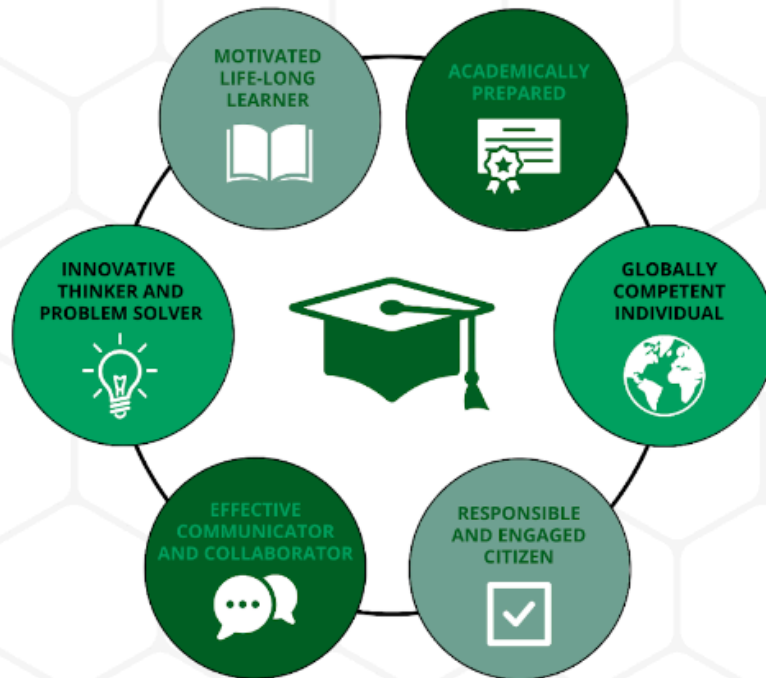 MOTIVATED
LIFE-LONG
LEARNER
ACADEMICALLY
PREPARED
INNOVATIVE
THINKER AND
PROBLEM SOLVER
GLOBALLY
COMPETENT
INDIVIDUAL
EFFECTIVE
COMMUNICATOR
AND COLLABORATOR
RESPONSIBLE
AND ENGAGED
CITIZEN